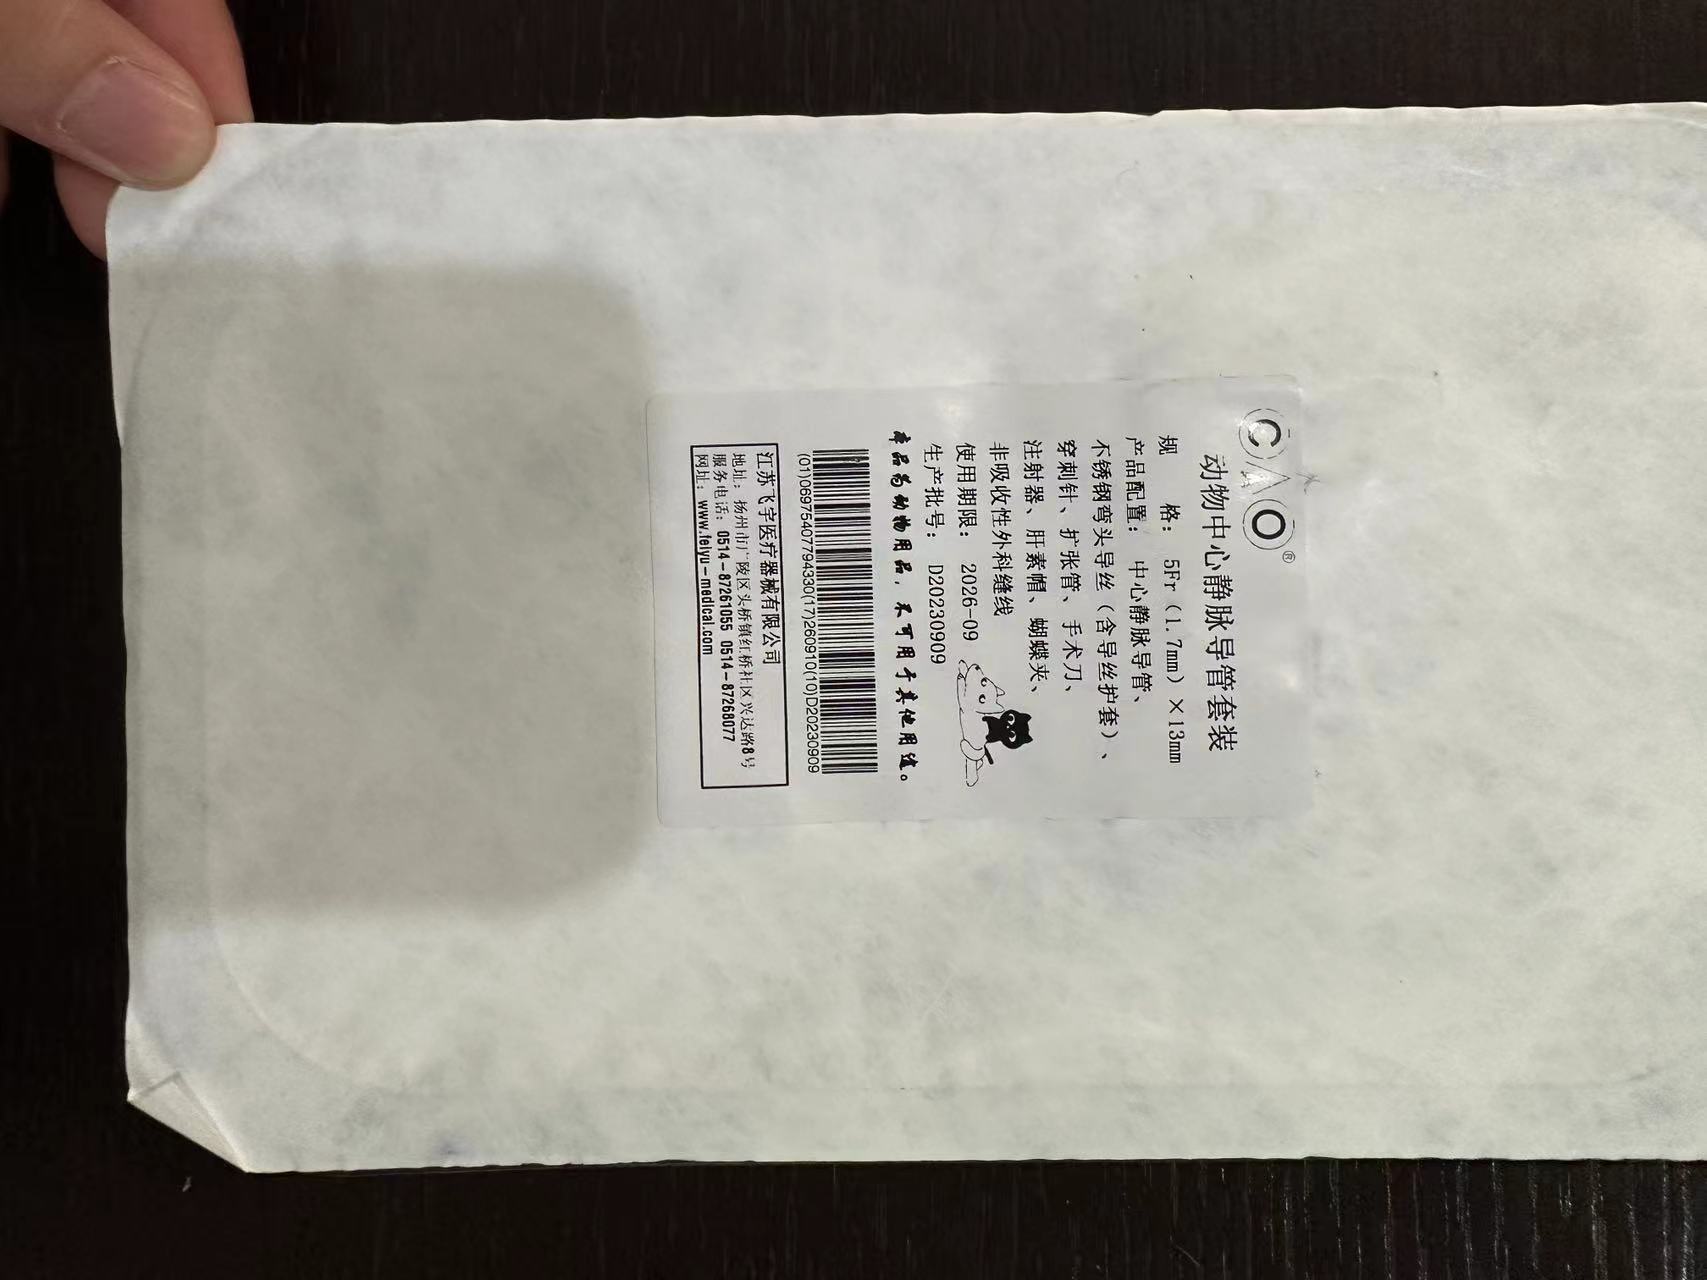 CAO®
动物中心静脉导管套装
规 格： 5Fr（1.7mm）×13mm
产品配置： 中心静脉导管、
不锈钢弯头导丝（含导丝护套）、
穿刺针、扩张管、手术刀、
注射器、肝素帽、蝴蝶夹、
非吸收性外科缝线
使用期限： 2026-09
生产批号： D20230909
本品为动物用品，不可用于其他用途。
(01)06975407794330(17)260910(10)D20230909
江苏飞宇医疗器械有限公司
地址：扬州市广陵区头桥镇红桥社区兴达路8号
服务电话：0514-87261055 0514-87268077
网址：www.feiyu-medical.com